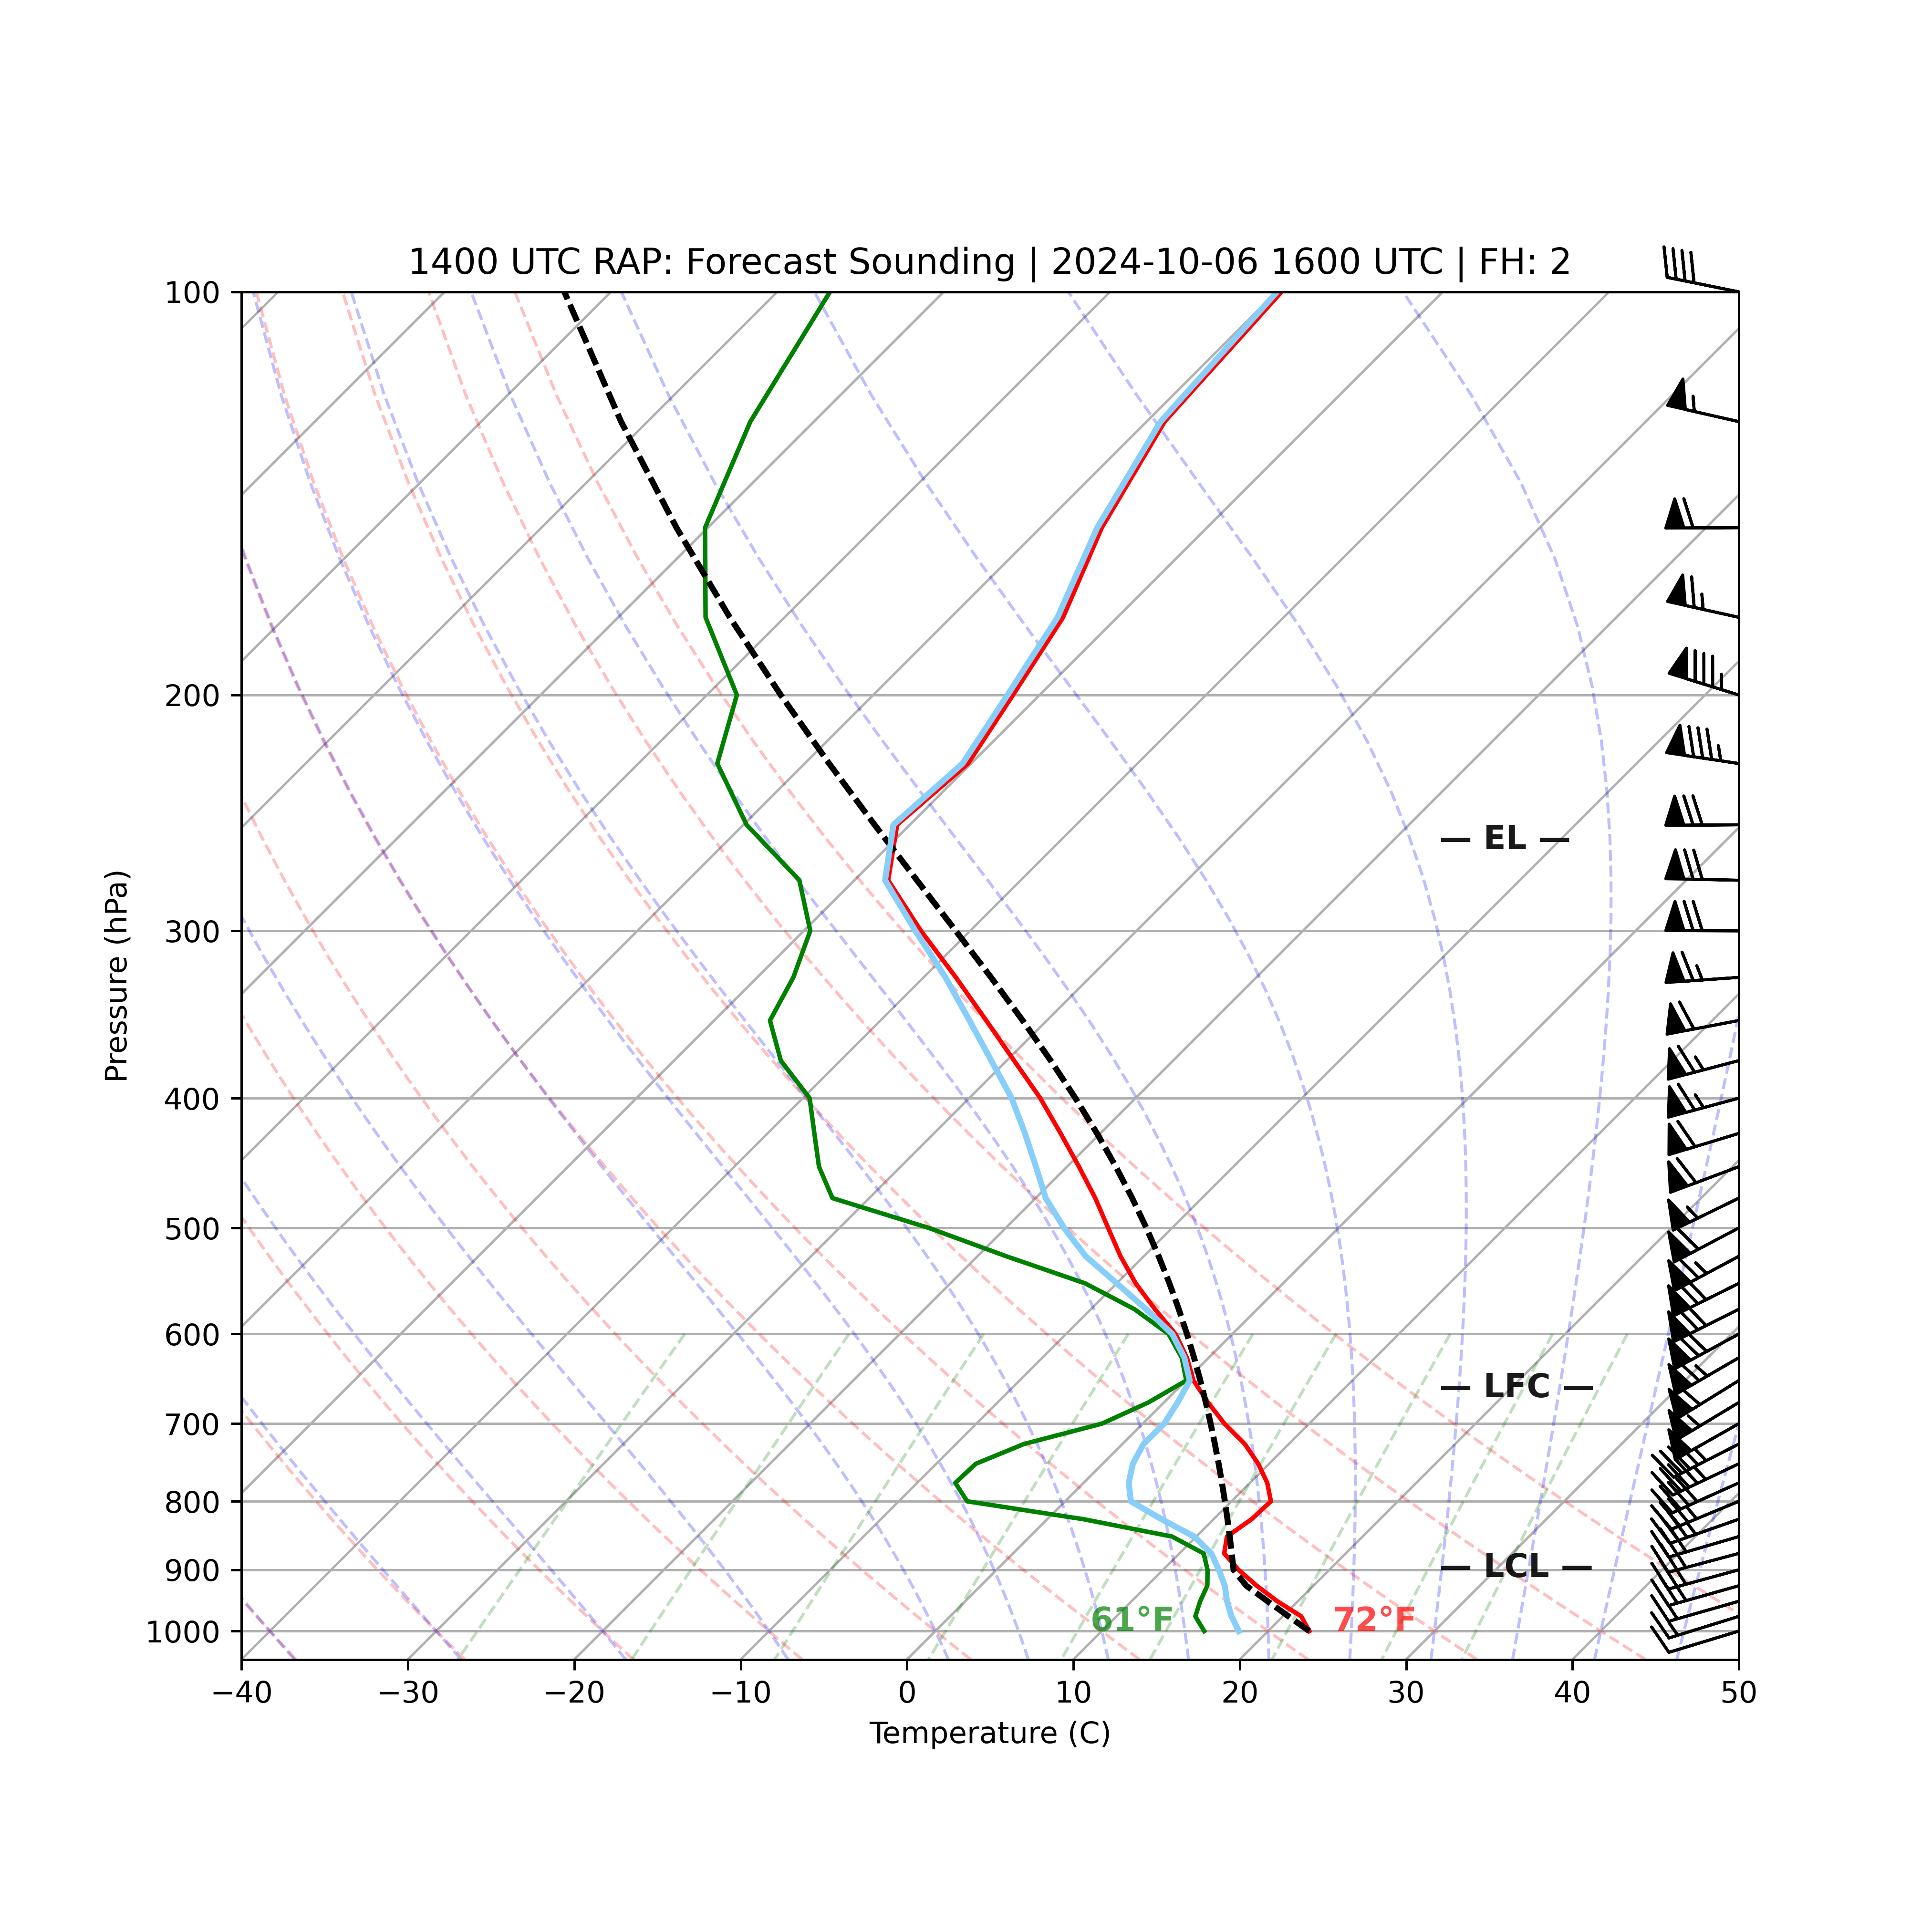 1400 UTC RAP: Forecast Sounding | 2024-10-06 1600 UTC | FH: 2
100
200
— EL —
Pressure (hPa)
300
400
500
600
— LFC —
700
800
900
— LCL —
61°F
72°F
1000
−40 −30 −20 −10 0 10 20 30 40 50
Temperature (C)